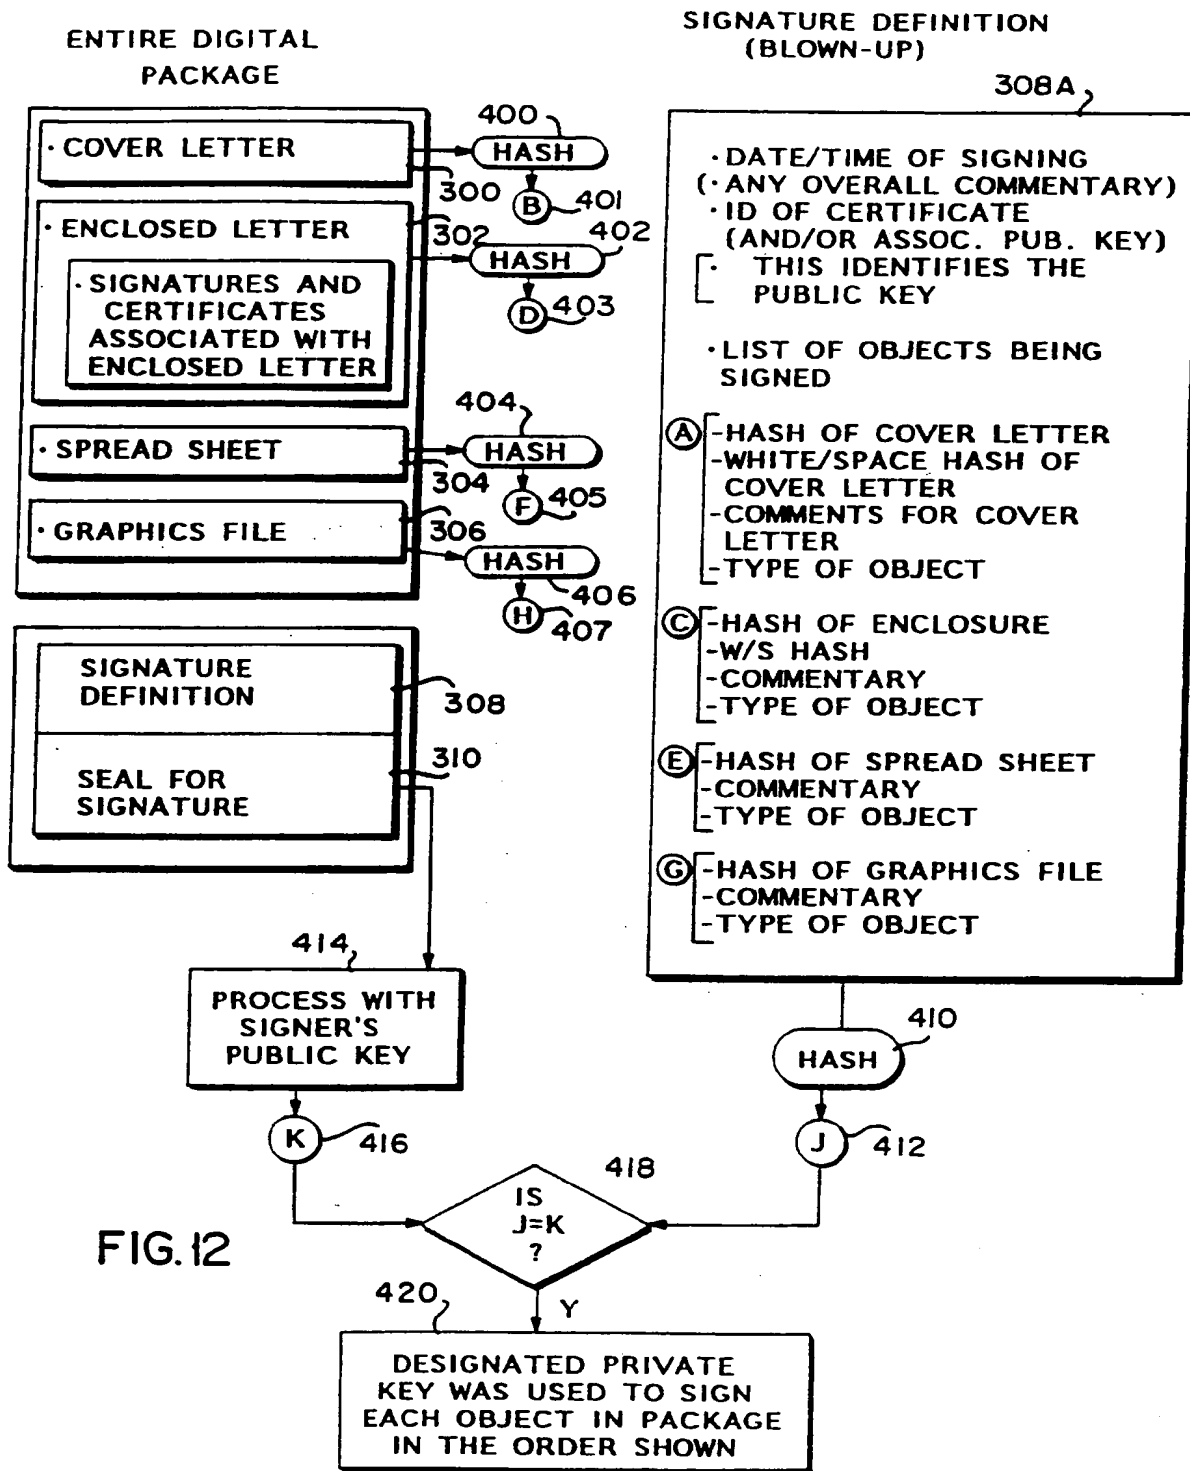 ENTIRE DIGITAL
PACKAGE
· COVER LETTER
300
400
HASH
B
401
· ENCLOSED LETTER
302
402
HASH
D
403
· SIGNATURES AND
CERTIFICATES
ASSOCIATED WITH
ENCLOSED LETTER
· SPREAD SHEET
304
404
HASH
F
405
· GRAPHICS FILE
306
HASH
406
H
407
SIGNATURE
DEFINITION
308
SEAL FOR
SIGNATURE
310
SIGNATURE DEFINITION
(BLOWN-UP)
308A
· DATE/TIME OF SIGNING
(· ANY OVERALL COMMENTARY)
· ID OF CERTIFICATE
(AND/OR ASSOC. PUB. KEY)
· THIS IDENTIFIES THE
PUBLIC KEY
· LIST OF OBJECTS BEING
SIGNED
A
-HASH OF COVER LETTER
-WHITE/SPACE HASH OF
COVER LETTER
-COMMENTS FOR COVER
LETTER
-TYPE OF OBJECT
C
-HASH OF ENCLOSURE
-W/S HASH
-COMMENTARY
-TYPE OF OBJECT
E
-HASH OF SPREAD SHEET
-COMMENTARY
-TYPE OF OBJECT
G
-HASH OF GRAPHICS FILE
-COMMENTARY
-TYPE OF OBJECT
414
PROCESS WITH
SIGNER'S
PUBLIC KEY
K
416
410
HASH
J
412
418
IS
J=K
?
Y
FIG. 12
420
DESIGNATED PRIVATE
KEY WAS USED TO SIGN
EACH OBJECT IN PACKAGE
IN THE ORDER SHOWN